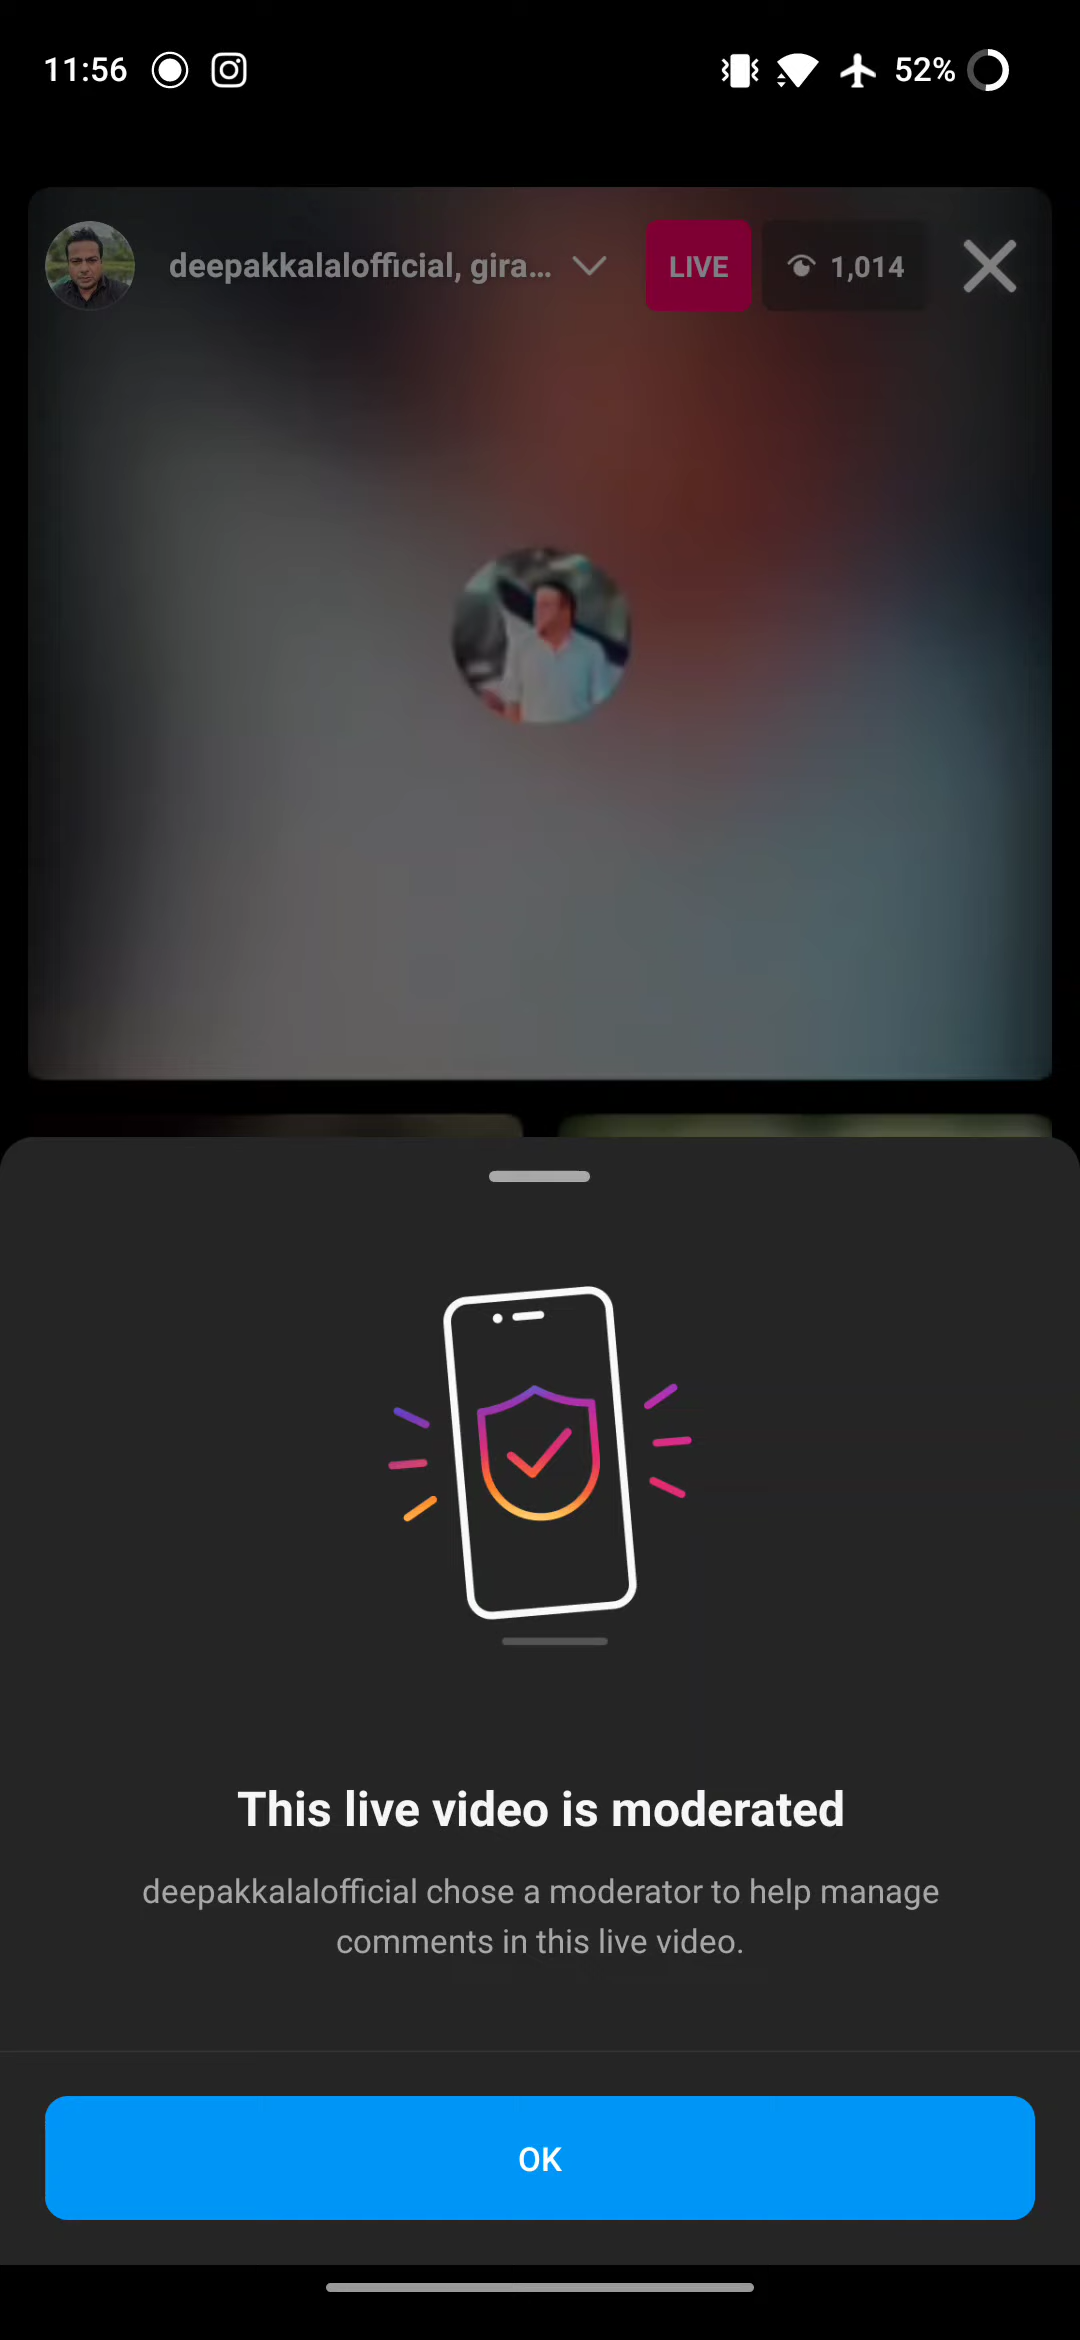 11:56
52%
deepakkalalofficial, gira...
LIVE
1,014
This live video is moderated
deepakkalalofficial chose a moderator to help manage
comments in this live video.
OK